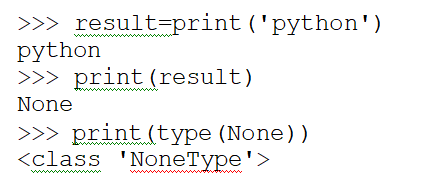 >>> result=print('python')
python
>>> print(result)
None
>>> print(type(None))
<class 'NoneType'>